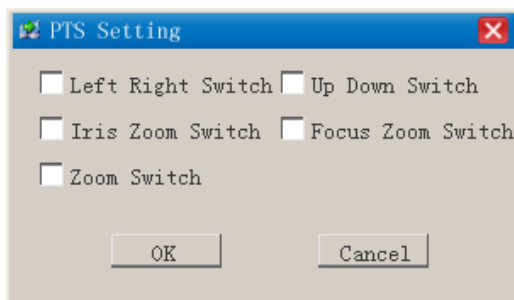 PTS Setting
Left Right Switch Up Down Switch
Iris Zoom Switch Focus Zoom Switch
Zoom Switch
OK Cancel